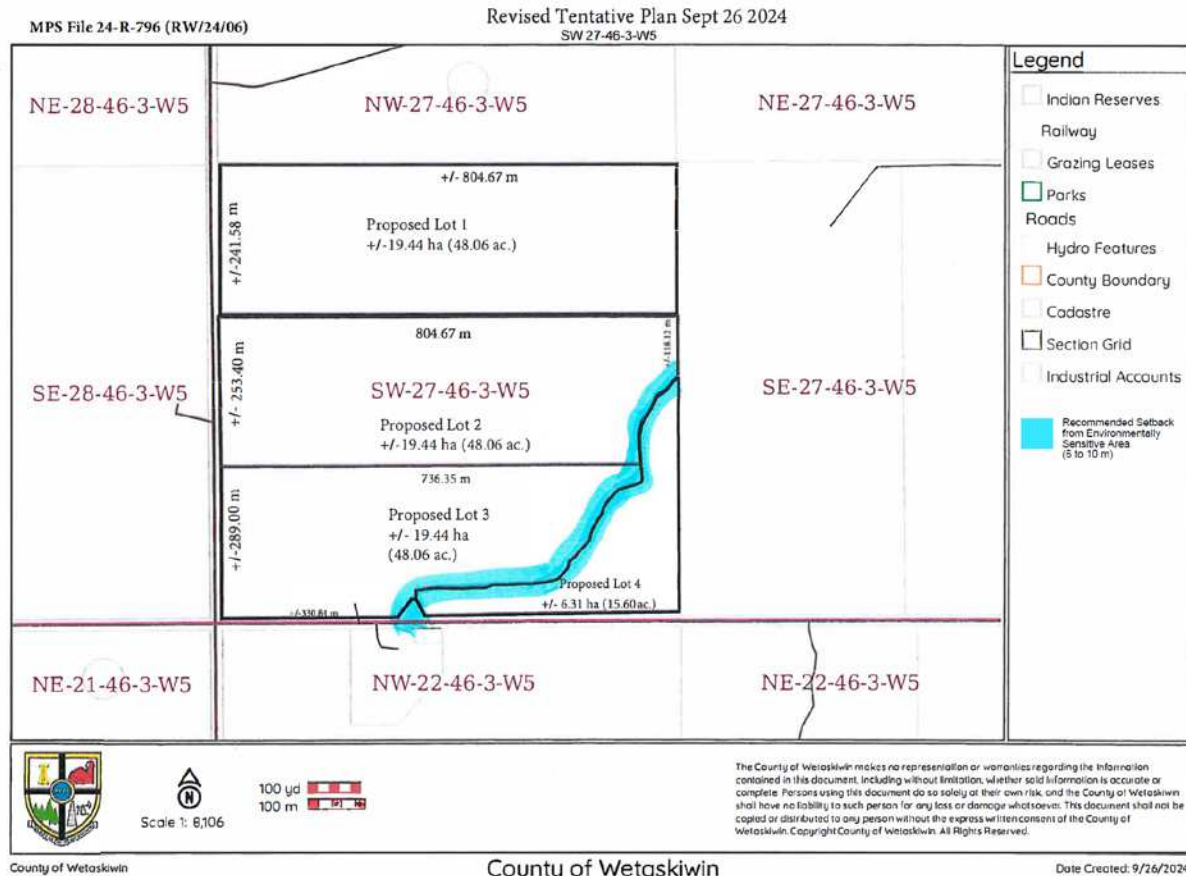 MPS File 24-R-796 (RW/24/06)
Revised Tentative Plan Sept 26 2024
SW 27-46-3-W5
NE-28-46-3-W5
NW-27-46-3-W5
NE-27-46-3-W5
+/- 804.67 m
+/-241.58 m
Proposed Lot 1
+/-19.44 ha (48.06 ac.)
804.67 m
SE-28-46-3-W5
+/- 253.40 m
SW-27-46-3-W5
SE-27-46-3-W5
Proposed Lot 2
+/-19.44 ha (48.06 ac.)
736.35 m
+/-289.00 m
Proposed Lot 3
+/- 19.44 ha
(48.06 ac.)
Proposed Lot 4
+/- 6.31 ha (15.60ac.)
NE-21-46-3-W5
NW-22-46-3-W5
NE-22-46-3-W5
Legend
Indian Reserves
Railway
Grazing Leases
Parks
Roads
Hydro Features
County Boundary
Cadastre
Section Grid
Industrial Accounts
Recommended Setback
from Environmentally
Sensitive Area
(6 to 10 m)
N
Scale 1: 8,106
100 yd
100 m
The County of Wetaskiwin makes no representation or warranties regarding the information
contained in this document, including without limitation, whether said information is accurate or
complete. Persons using this document do so solely at their own risk, and the County of Wetaskiwin
shall have no liability to such person for any loss or damage whatsoever. This document shall not be
copied or distributed to any person without the express written consent of the County of
Wetaskiwin. Copyright County of Wetaskiwin. All Rights Reserved.
County of Wetaskiwin
County of Wetaskiwin
Date Created: 9/26/2024